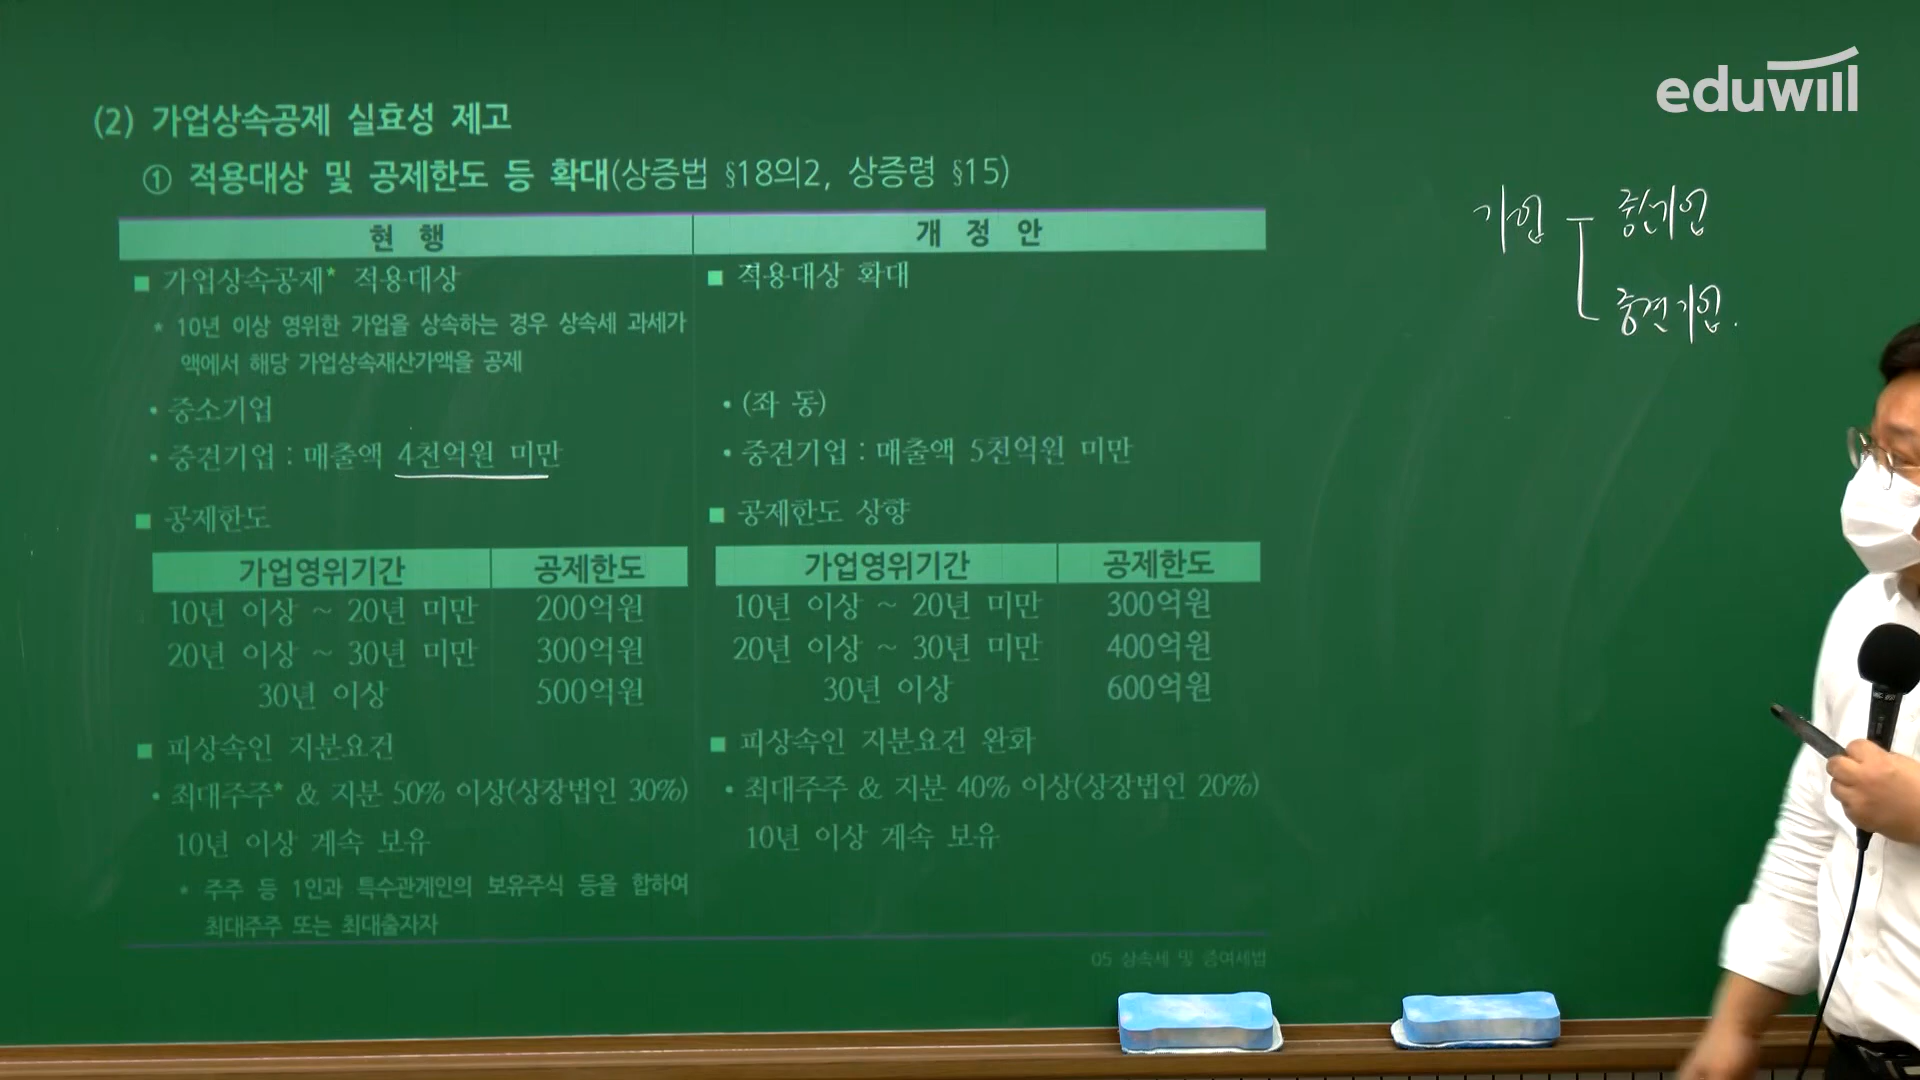 eduwill
(2) 가업상속공제 실효성 제고
① 적용대상 및 공제한도 등 확대(상증법 §18의2, 상증령 §15)
현 행
■ 가업상속공제* 적용대상
* 10년 이상 영위한 가업을 상속하는 경우 상속세 과세가
액에서 해당 가업상속재산가액을 공제
• 중소기업
• 중견기업 : 매출액 4천억원 미만
■ 공제한도
가업영위기간 공제한도
10년 이상 ~ 20년 미만 200억원
20년 이상 ~ 30년 미만 300억원
30년 이상 500억원
■ 피상속인 지분요건
• 최대주주* & 지분 50% 이상(상장법인 30%)
10년 이상 계속 보유
* 주주 등 1인과 특수관계인의 보유주식 등을 합하여
최대주주 또는 최대출자자
개 정 안
■ 적용대상 확대
• (좌 동)
• 중견기업 : 매출액 5천억원 미만
■ 공제한도 상향
가업영위기간 공제한도
10년 이상 ~ 20년 미만 300억원
20년 이상 ~ 30년 미만 400억원
30년 이상 600억원
■ 피상속인 지분요건 완화
• 최대주주 & 지분 40% 이상(상장법인 20%)
10년 이상 계속 보유
05 상속세 및 증여세법
가업
중소기업
중견기업.